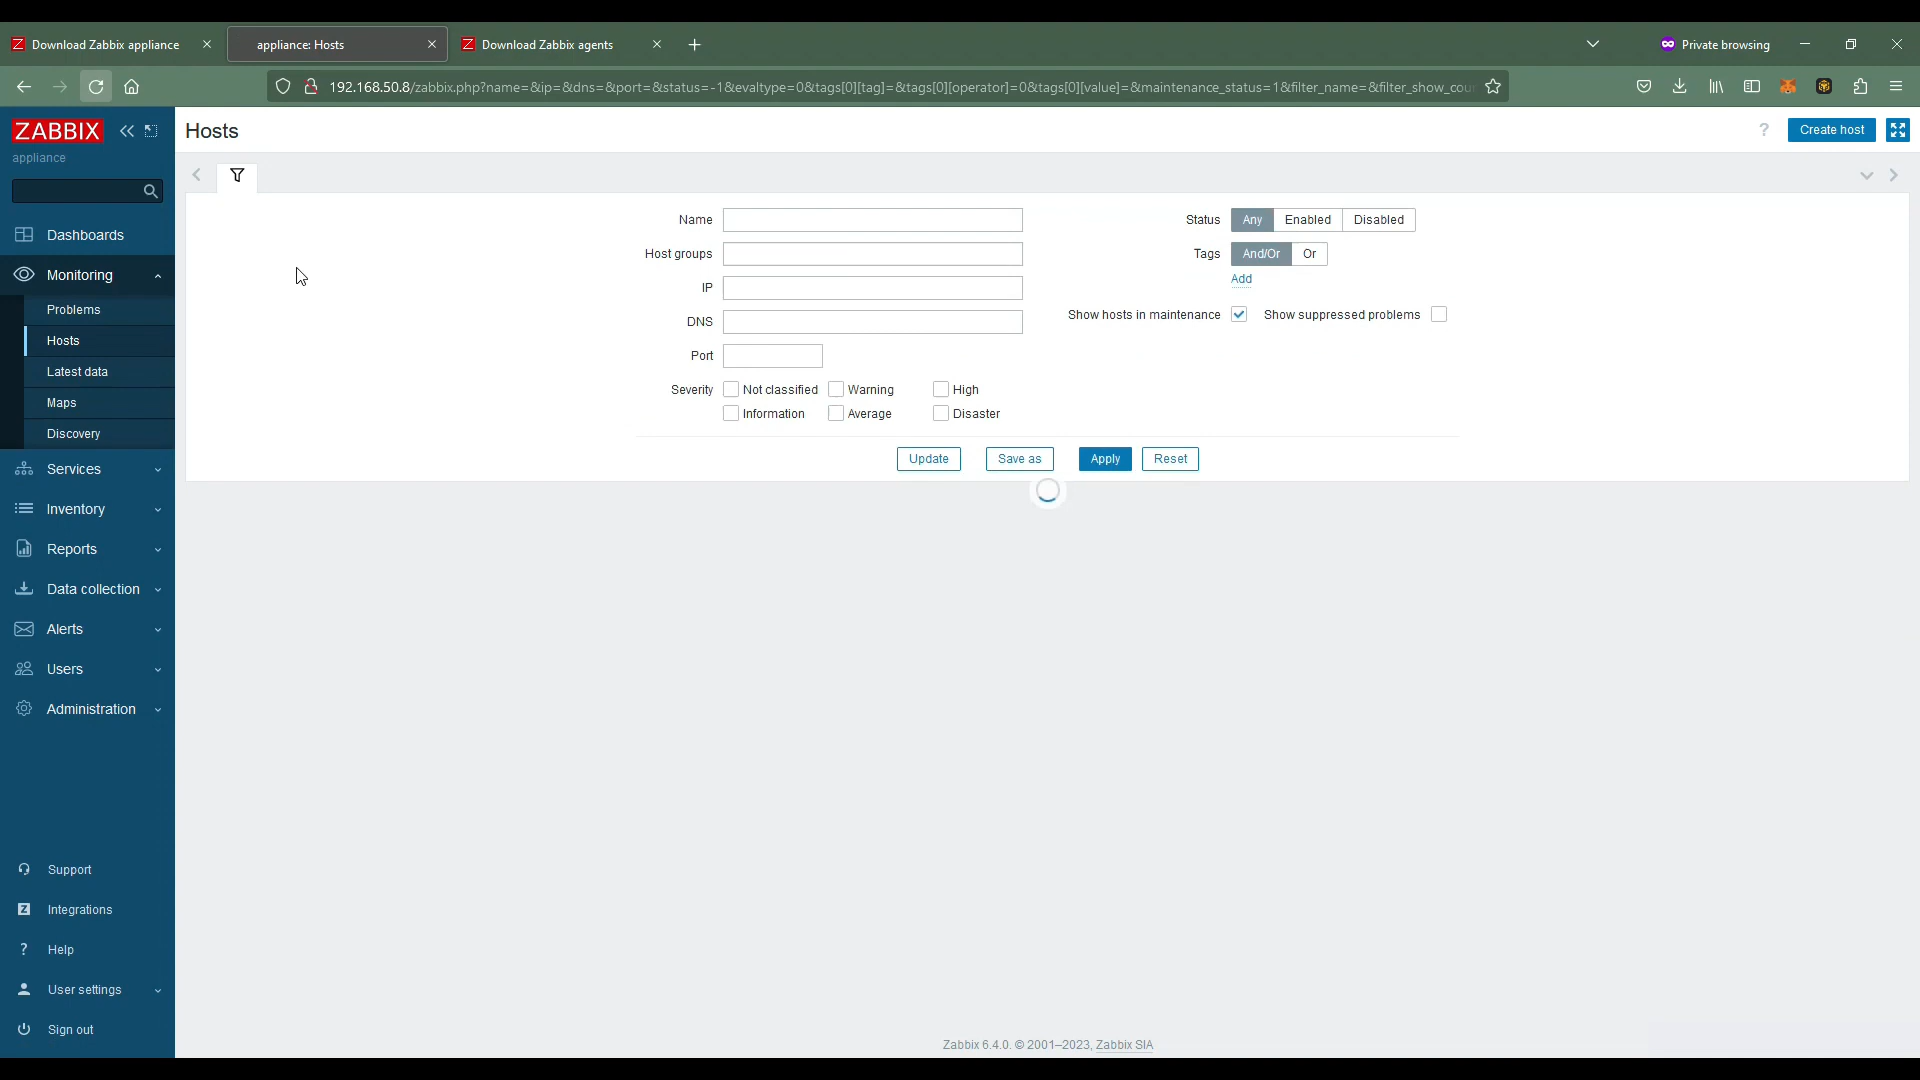 Download Zabbix appliance
appliance: Hosts
Download Zabbix agents
Private browsing
192.168.50.8/zabbix.php?name=&ip=&dns=&port=&status=-1&evaltype=0&tags[0][tag]=&tags[0][operator]=0&tags[0][value]=&maintenance_status=1&filter_name=&filter_show_cou
ZABBIX
appliance
Dashboards
Monitoring
Problems
Hosts
Latest data
Maps
Discovery
Services
Inventory
Reports
Data collection
Alerts
Users
Administration
Support
Integrations
Help
User settings
Sign out
Hosts
? Create host
Name
Host groups
IP
DNS
Port
Severity Not classified Warning High
Information Average Disaster
Status Any Enabled Disabled
Tags And/Or Or
Add
Show hosts in maintenance Show suppressed problems
Update Save as Apply Reset
Zabbix 6.4.0. © 2001–2023, Zabbix SIA